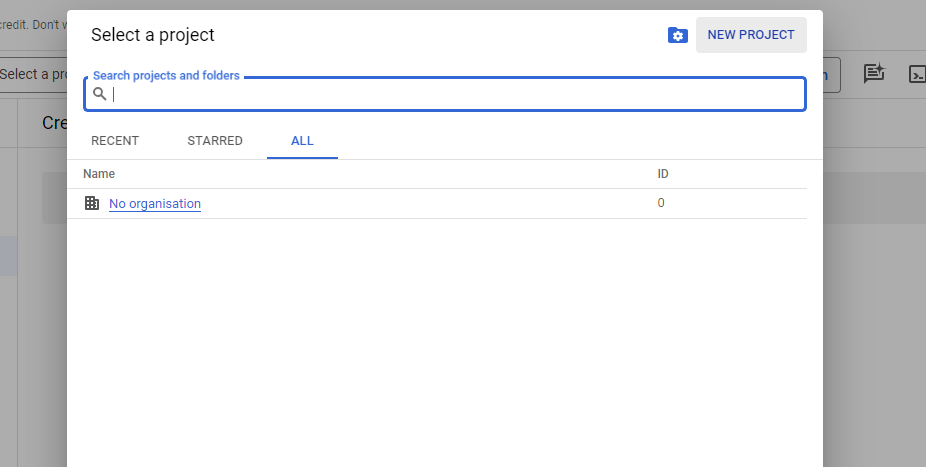 credit. Don't
Select a project
NEW PROJECT
Select a pro
Search projects and folders
Cre
RECENT
STARRED
ALL
Name
ID
No organisation
0